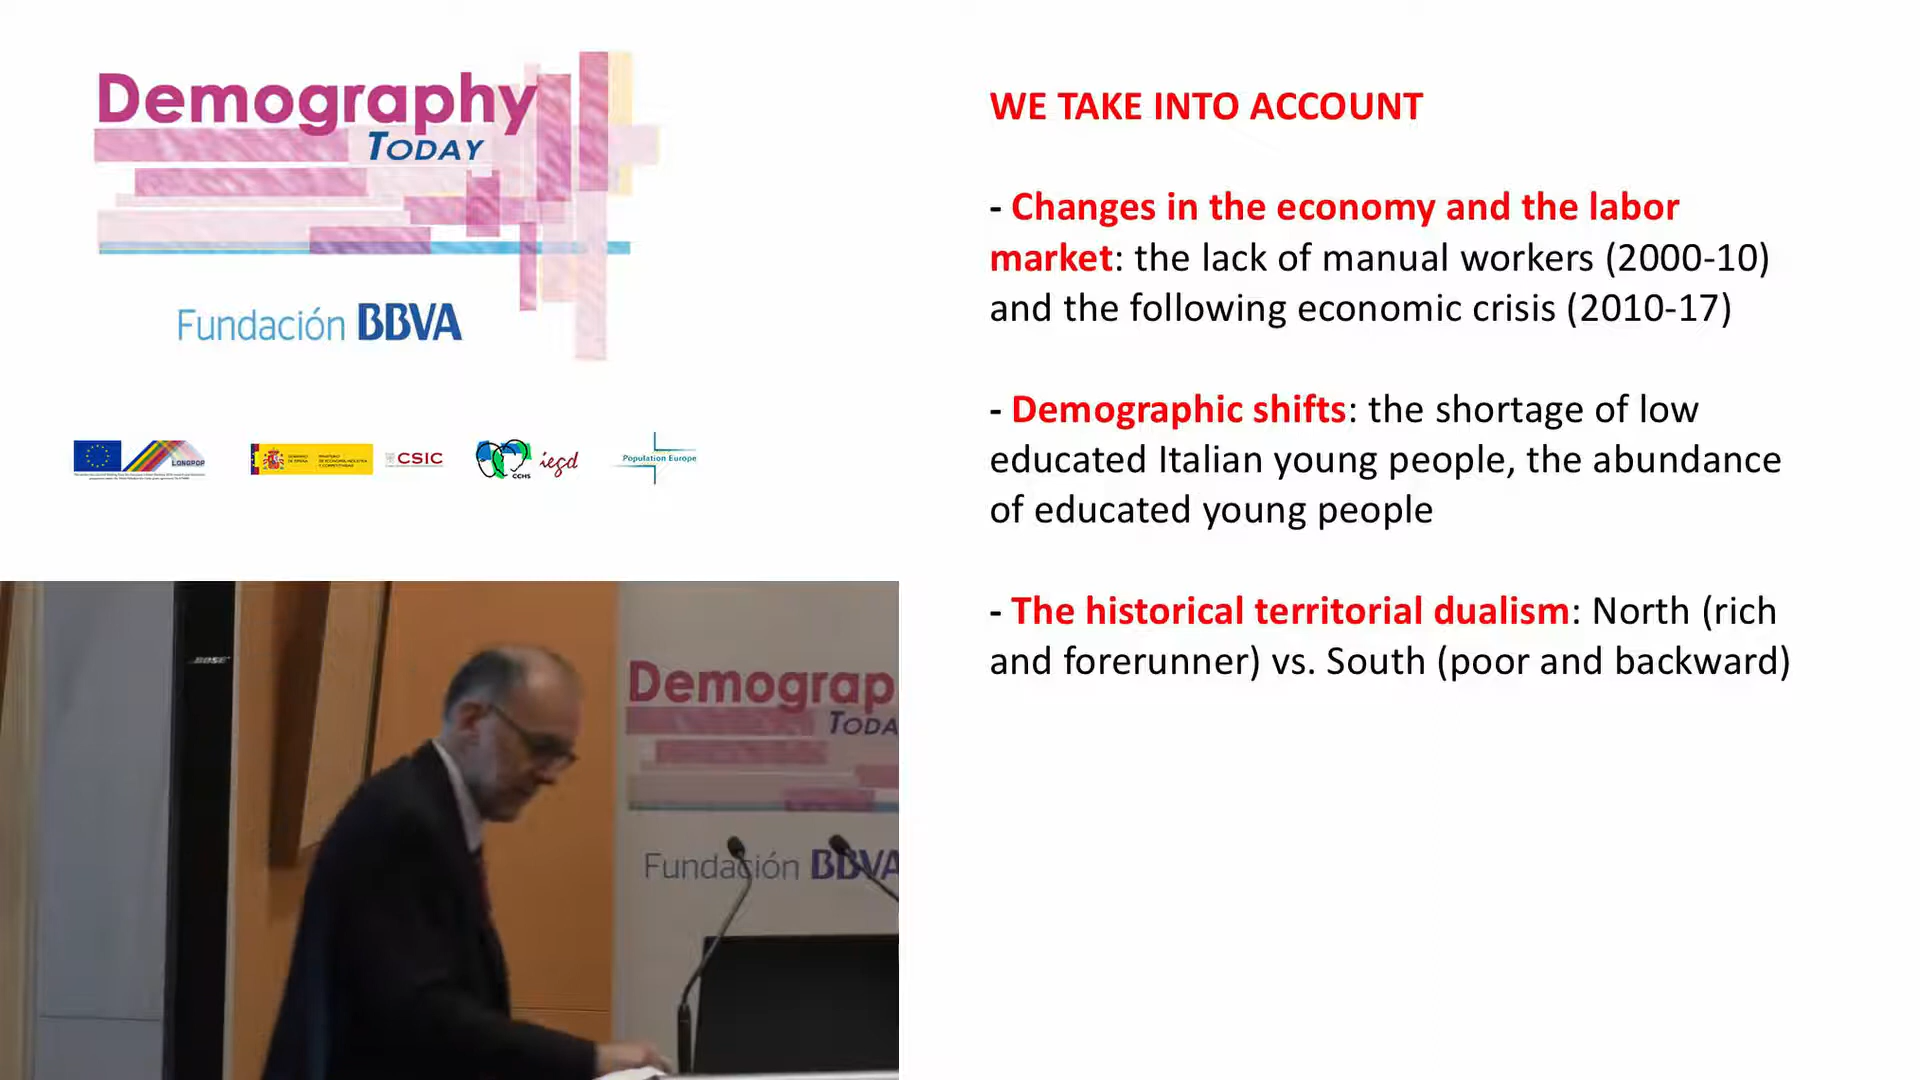 Demography
TODAY
Fundación BBVA
LONGPOP
CSIC
CCHS
iegd
Population Europe
WE TAKE INTO ACCOUNT
- Changes in the economy and the labor
market: the lack of manual workers (2000-10)
and the following economic crisis (2010-17)
- Demographic shifts: the shortage of low
educated Italian young people, the abundance
of educated young people
- The historical territorial dualism: North (rich
and forerunner) vs. South (poor and backward)
BOSE
Demograp
TODA
Fundación BBVA